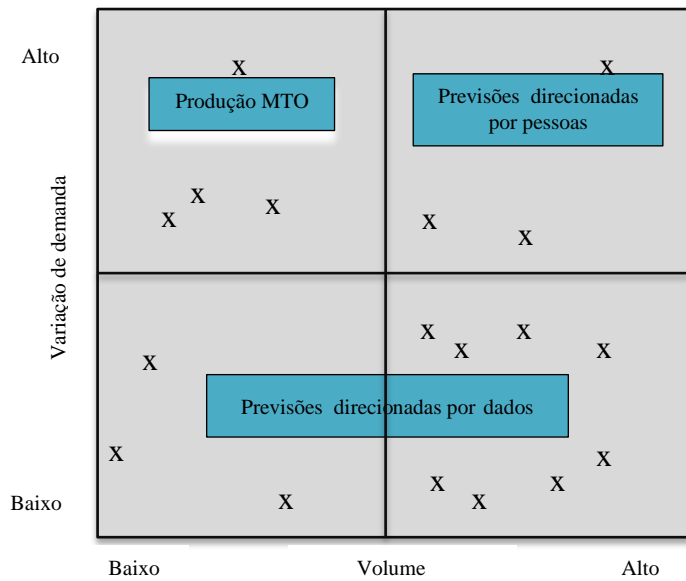 Alto
x
x
Produção MTO
Previsões direcionadas
por pessoas
x
x
x
x
x
Variação de demanda
x
x
x
x
x
x
Previsões direcionadas por dados
x
x
x
x
x
x
x
Baixo
Baixo
Volume
Alto